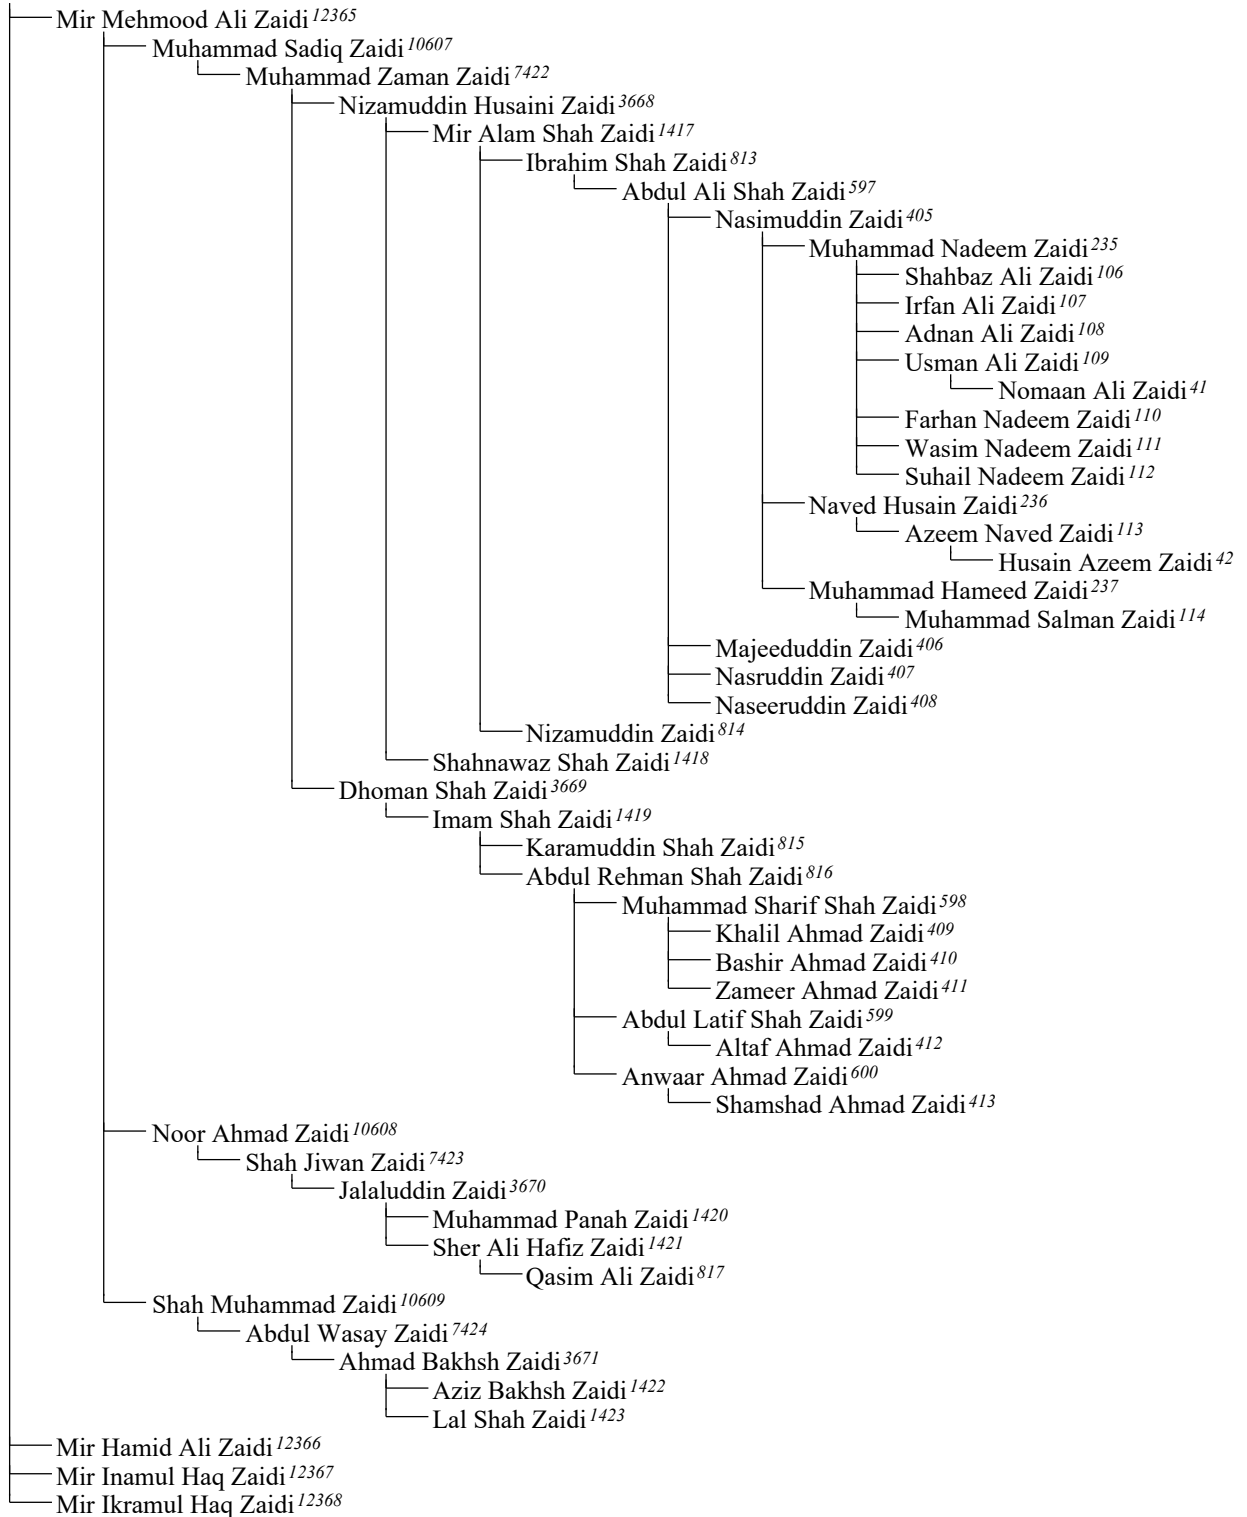 Mir Mehmood Ali Zaidi 12365
Muhammad Sadiq Zaidi 10607
Muhammad Zaman Zaidi 7422
Nizamuddin Husaini Zaidi 3668
Mir Alam Shah Zaidi 1417
Ibrahim Shah Zaidi 813
Abdul Ali Shah Zaidi 597
Nasimuddin Zaidi 405
Muhammad Nadeem Zaidi 235
Shahbaz Ali Zaidi 106
Irfan Ali Zaidi 107
Adnan Ali Zaidi 108
Usman Ali Zaidi 109
Nomaan Ali Zaidi 41
Farhan Nadeem Zaidi 110
Wasim Nadeem Zaidi 111
Suhail Nadeem Zaidi 112
Naved Husain Zaidi 236
Azeem Naved Zaidi 113
Husain Azeem Zaidi 42
Muhammad Hameed Zaidi 237
Muhammad Salman Zaidi 114
Majeeduddin Zaidi 406
Nasruddin Zaidi 407
Naseeruddin Zaidi 408
Nizamuddin Zaidi 814
Shahnawaz Shah Zaidi 1418
Dhoman Shah Zaidi 3669
Imam Shah Zaidi 1419
Karamuddin Shah Zaidi 815
Abdul Rehman Shah Zaidi 816
Muhammad Sharif Shah Zaidi 598
Khalil Ahmad Zaidi 409
Bashir Ahmad Zaidi 410
Zameer Ahmad Zaidi 411
Abdul Latif Shah Zaidi 599
Altaf Ahmad Zaidi 412
Anwaar Ahmad Zaidi 600
Shamshad Ahmad Zaidi 413
Noor Ahmad Zaidi 10608
Shah Jiwan Zaidi 7423
Jalaluddin Zaidi 3670
Muhammad Panah Zaidi 1420
Sher Ali Hafiz Zaidi 1421
Qasim Ali Zaidi 817
Shah Muhammad Zaidi 10609
Abdul Wasay Zaidi 7424
Ahmad Bakhsh Zaidi 3671
Aziz Bakhsh Zaidi 1422
Lal Shah Zaidi 1423
Mir Hamid Ali Zaidi 12366
Mir Inamul Haq Zaidi 12367
Mir Ikramul Haq Zaidi 12368